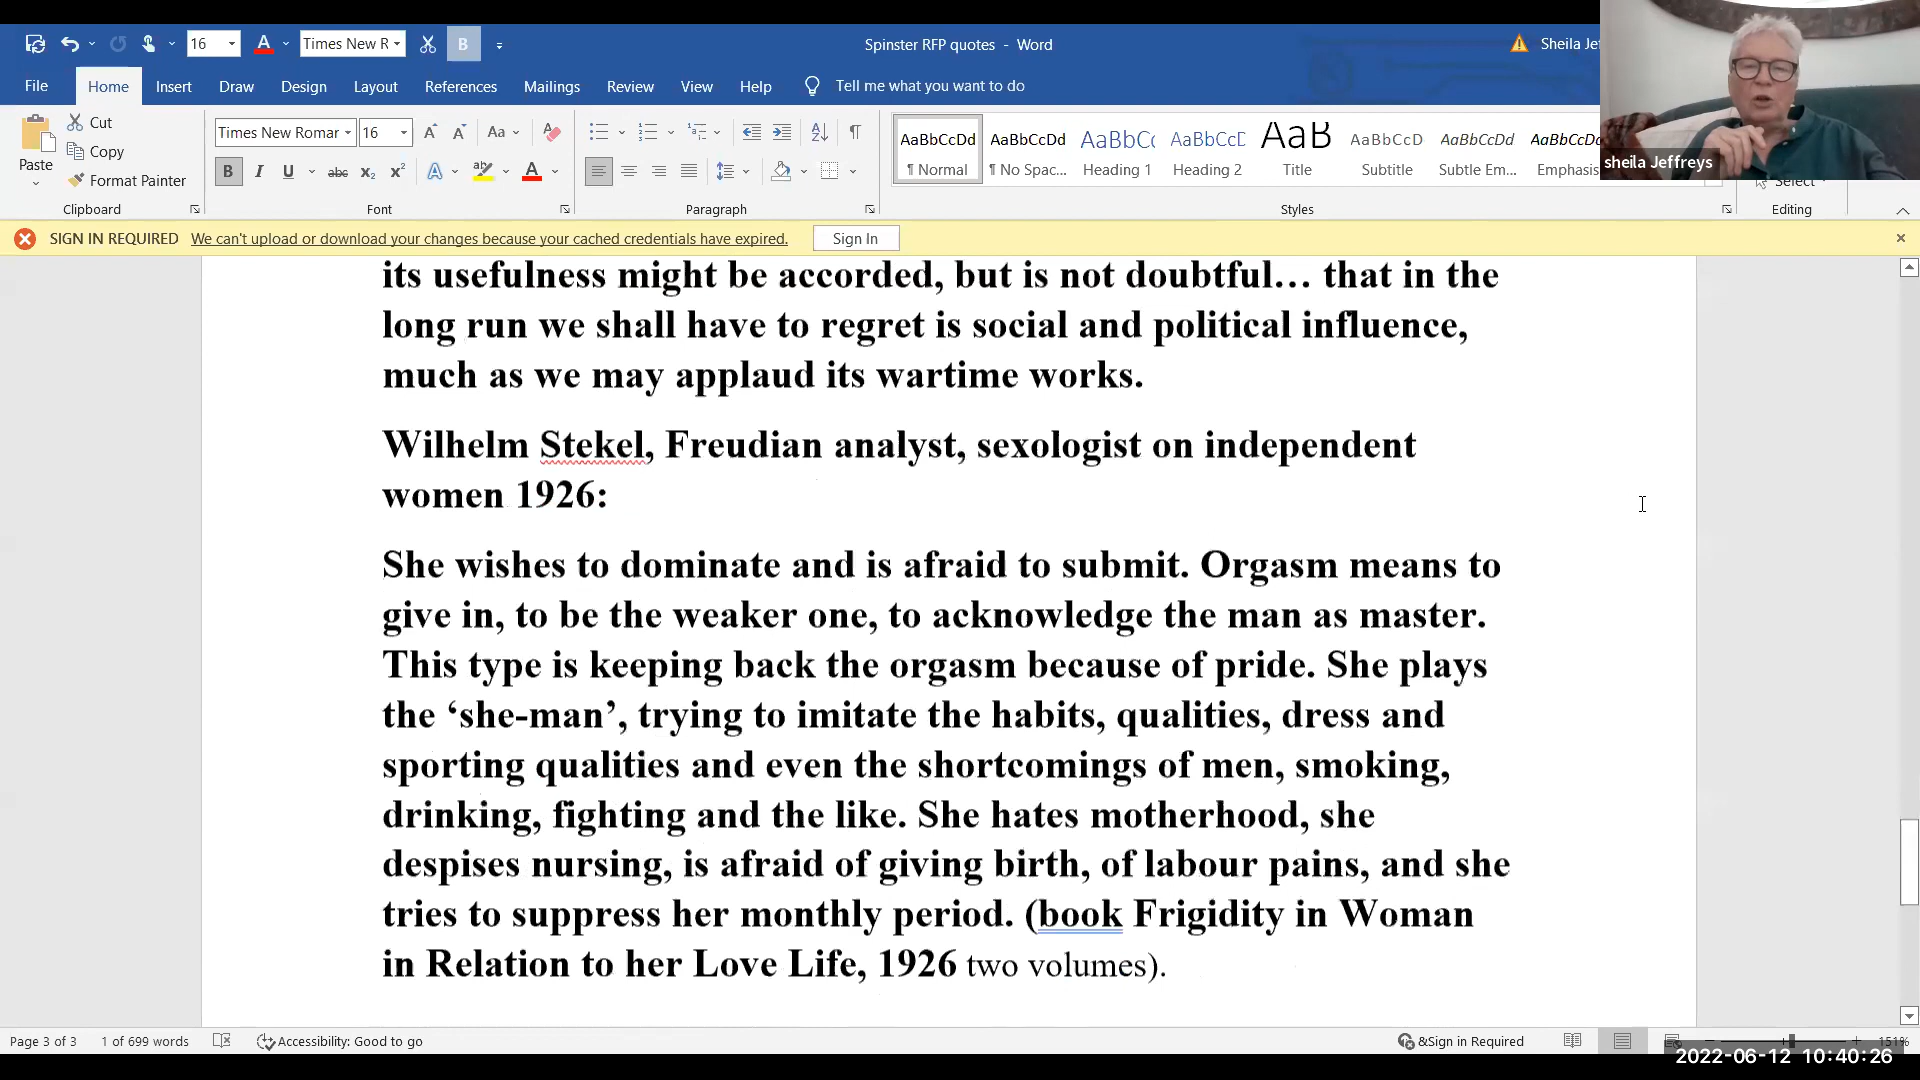 16
Times New R
B
Spinster RFP quotes - Word
Sheila Jef
File Home Insert Draw Design Layout References Mailings Review View Help Tell me what you want to do
Paste
Cut
Copy
Format Painter
Clipboard
Times New Romar 16
Font
Paragraph
AaBbCcDd AaBbCcDd AaBbCc AaBbCcD AaB AaBbCcD AaBbCcDd AaBbCcDd
¶ Normal ¶ No Spac... Heading 1 Heading 2 Title Subtitle Subtle Em... Emphasis
Styles
Select
Editing
sheila Jeffreys
SIGN IN REQUIRED We can't upload or download your changes because your cached credentials have expired. Sign In
its usefulness might be accorded, but is not doubtful… that in the
long run we shall have to regret is social and political influence,
much as we may applaud its wartime works.
Wilhelm Stekel, Freudian analyst, sexologist on independent
women 1926:
She wishes to dominate and is afraid to submit. Orgasm means to
give in, to be the weaker one, to acknowledge the man as master.
This type is keeping back the orgasm because of pride. She plays
the ‘she-man’, trying to imitate the habits, qualities, dress and
sporting qualities and even the shortcomings of men, smoking,
drinking, fighting and the like. She hates motherhood, she
despises nursing, is afraid of giving birth, of labour pains, and she
tries to suppress her monthly period. (book Frigidity in Woman
in Relation to her Love Life, 1926 two volumes).
Page 3 of 3 1 of 699 words Accessibility: Good to go &Sign in Required 151%
2022-06-12 10:40:26